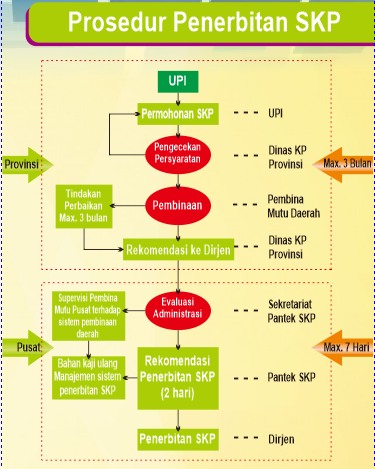 Prosedur Penerbitan SKP
UPI
Permohonan SKP
UPI
Pengecekan
Persyaratan
Dinas KP
Provinsi
Provinsi
Max. 3 Bulan
Tindakan
Perbaikan
Max. 3 bulan
Pembinaan
Pembina
Mutu Daerah
Rekomendasi ke Dirjen
Dinas KP
Provinsi
Supervisi Pembina
Mutu Pusat terhadap
sistem pembinaan
daerah
Evaluasi
Administrasi
Sekretariat
Pantek SKP
Pusat
Max. 7 Hari
Bahan kaji ulang
Manajemen sistem
penerbitan SKP
Rekomendasi
Penerbitan SKP
(2 hari)
Pantek SKP
Penerbitan SKP
Dirjen